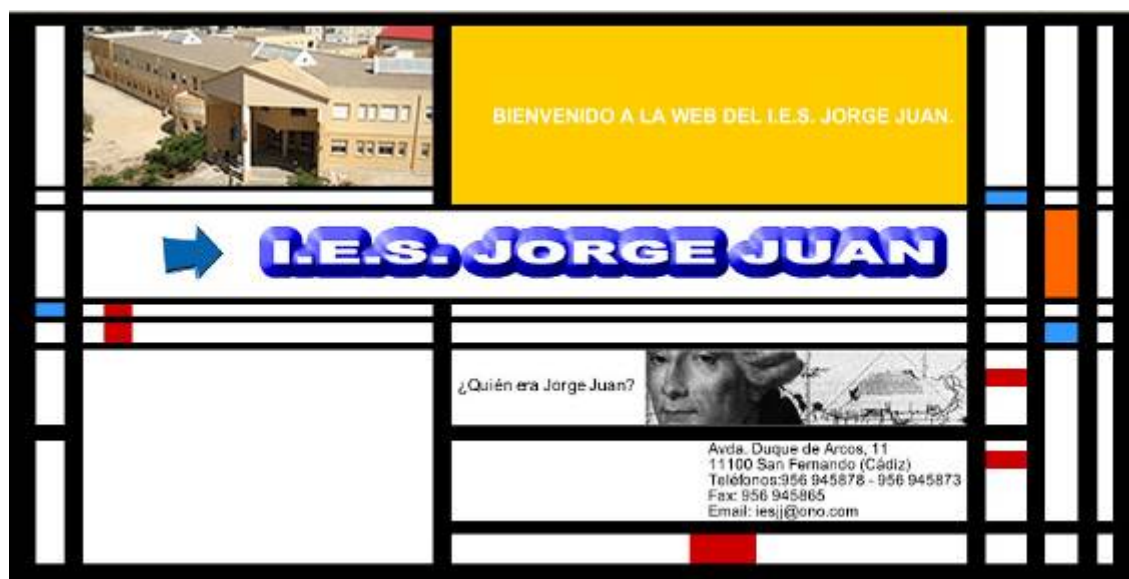 BIENVENIDO A LA WEB DEL I.E.S. JORGE JUAN.
I.E.S. JORGE JUAN
¿Quién era Jorge Juan?
Avda. Duque de Arcos, 11
11100 San Fernando (Cádiz)
Teléfonos:956 945878 - 956 945873
Fax: 956 945865
Email: iesjj@ono.com